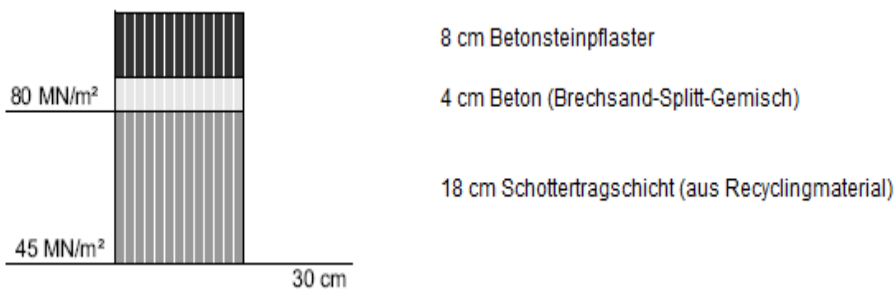 8 cm Betonsteinpflaster
80 MN/m²
4 cm Beton (Brechsand-Splitt-Gemisch)
18 cm Schottertragschicht (aus Recyclingmaterial)
45 MN/m²
30 cm